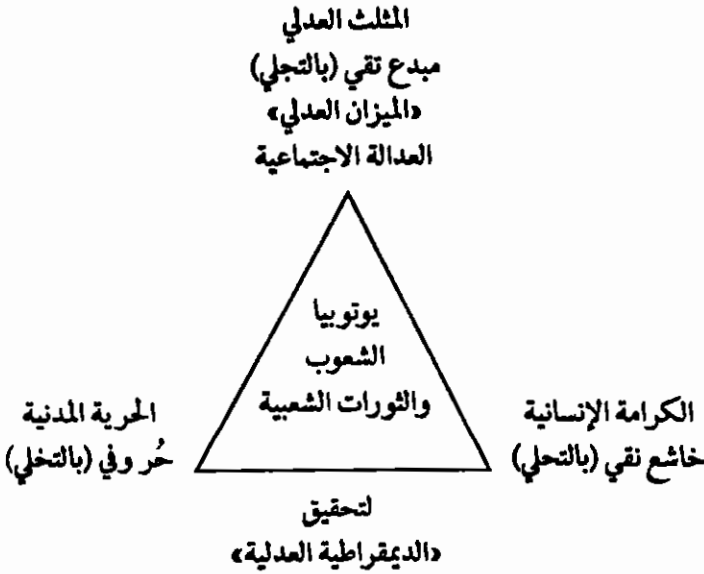 المثلث العدلي
مبدع تقي (بالتجلي)
«الميزان العدلي»
العدالة الاجتماعية
يوتوبيا
الشعوب
والثورات الشعبية
الكرامة الإنسانية
خاشع نقي (بالتحلي)
الحرية المدنية
حُر وفي (بالتخلي)
لتحقيق
«الديمقراطية العدلية»